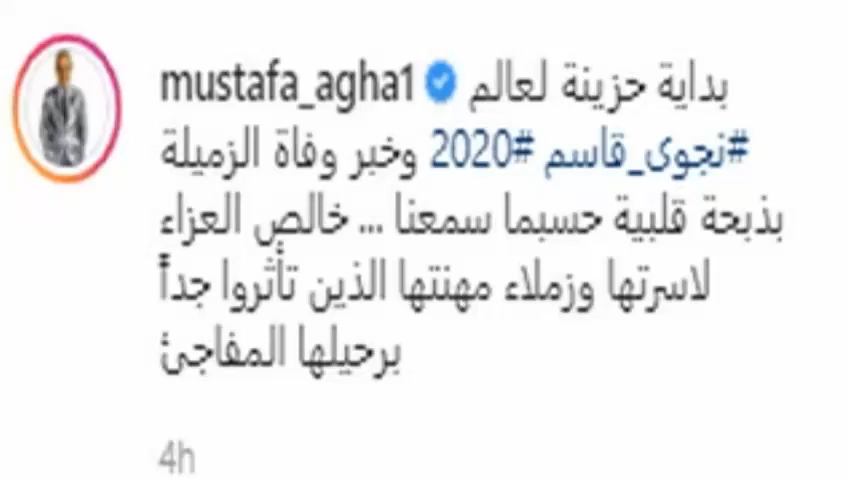 mustafa_agha1 بداية حزينة لعالم
#نجوى_قاسم #2020 وخبر وفاة الزميلة
بذبحة قلبية حسبما سمعنا ... خالص العزاء
لاسرتها وزملاء مهنتها الذين تأثروا جداً
برحيلها المفاجئ
4h